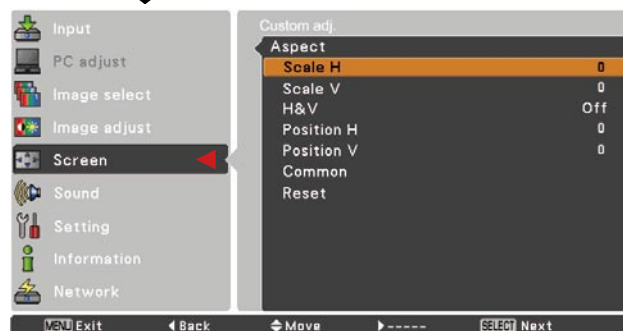 Input
PC adjust
Image select
Image adjust
Screen
Sound
Setting
Information
Network
Custom adj.
Aspect
Scale H 0
Scale V 0
H&V Off
Position H 0
Position V 0
Common
Reset
MENU Exit Back Move ----- SELECT Next